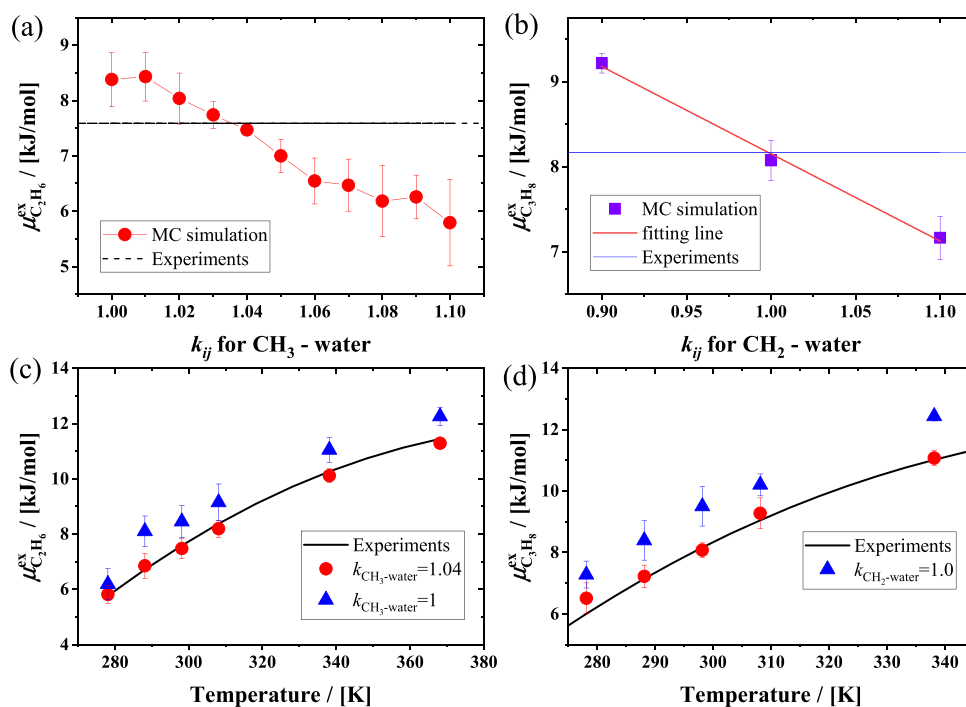 (a)
μ^ex_C2H6 / [kJ/mol]
9
8
7
6
5
MC simulation
Experiments
1.00 1.02 1.04 1.06 1.08 1.10
k_ij for CH3 - water
(b)
μ^ex_C3H8 / [kJ/mol]
9
8
7
MC simulation
fitting line
Experiments
0.90 0.95 1.00 1.05 1.10
k_ij for CH2 - water
(c)
μ^ex_C2H6 / [kJ/mol]
14
12
10
8
6
4
Experiments
k_CH3-water=1.04
k_CH3-water=1
280 300 320 340 360 380
Temperature / [K]
(d)
μ^ex_C3H8 / [kJ/mol]
14
12
10
8
6
Experiments
k_CH2-water=1.0
280 290 300 310 320 330 340
Temperature / [K]